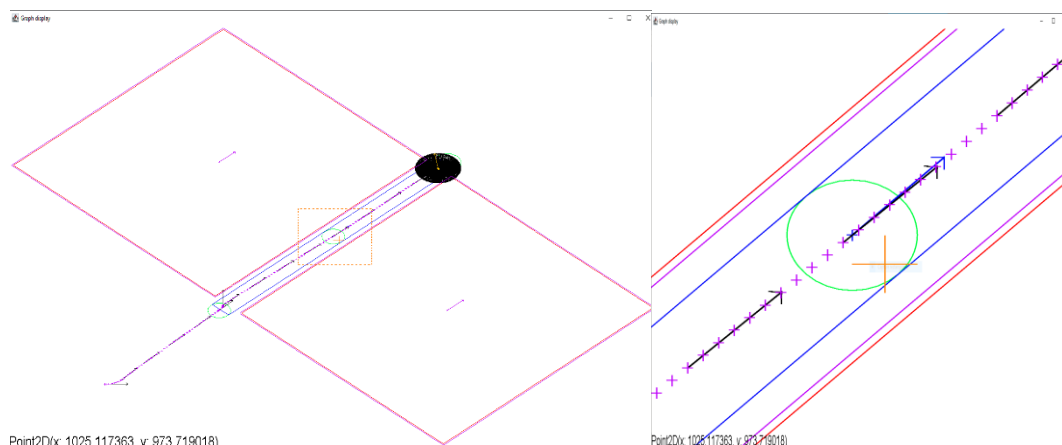 Graph display
Point2D(x: 1025.117363, y: 973.719018)
Graph display
Point2D(x: 1025.117363, y: 973.719018)